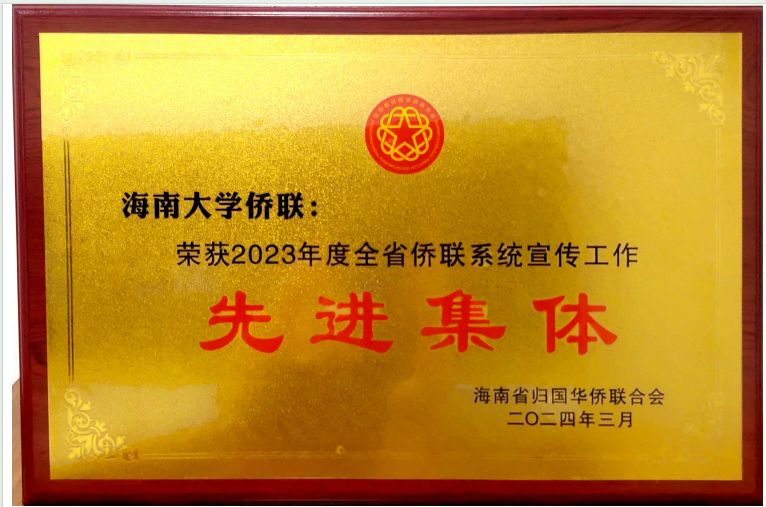 海南大学侨联：
荣获2023年度全省侨联系统宣传工作
先进集体
海南省归国华侨联合会
二〇二四年三月